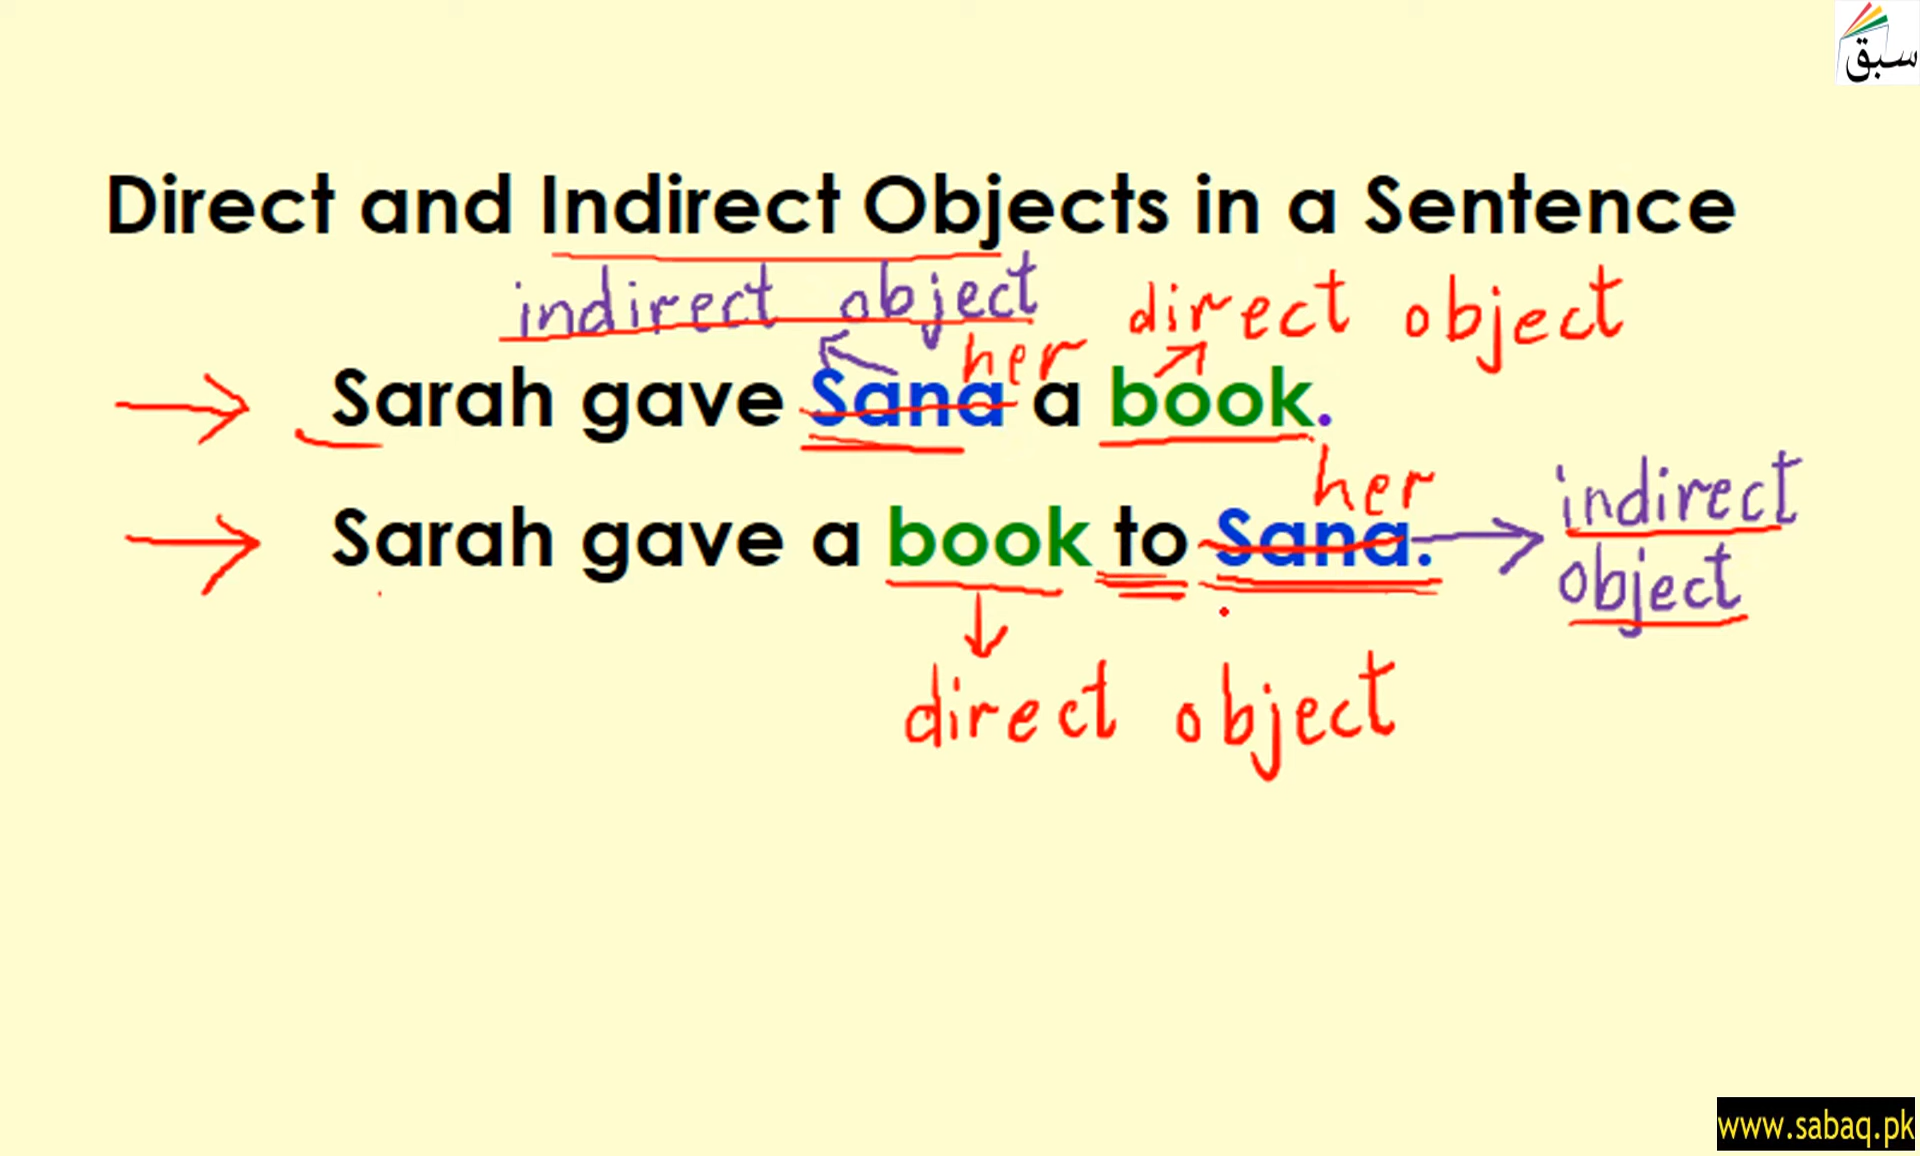 سبق
Direct and Indirect Objects in a Sentence
indirect object direct object
her
Sarah gave Sana a book.
her
Sarah gave a book to Sana.
indirect
object
direct object
www.sabaq.pk